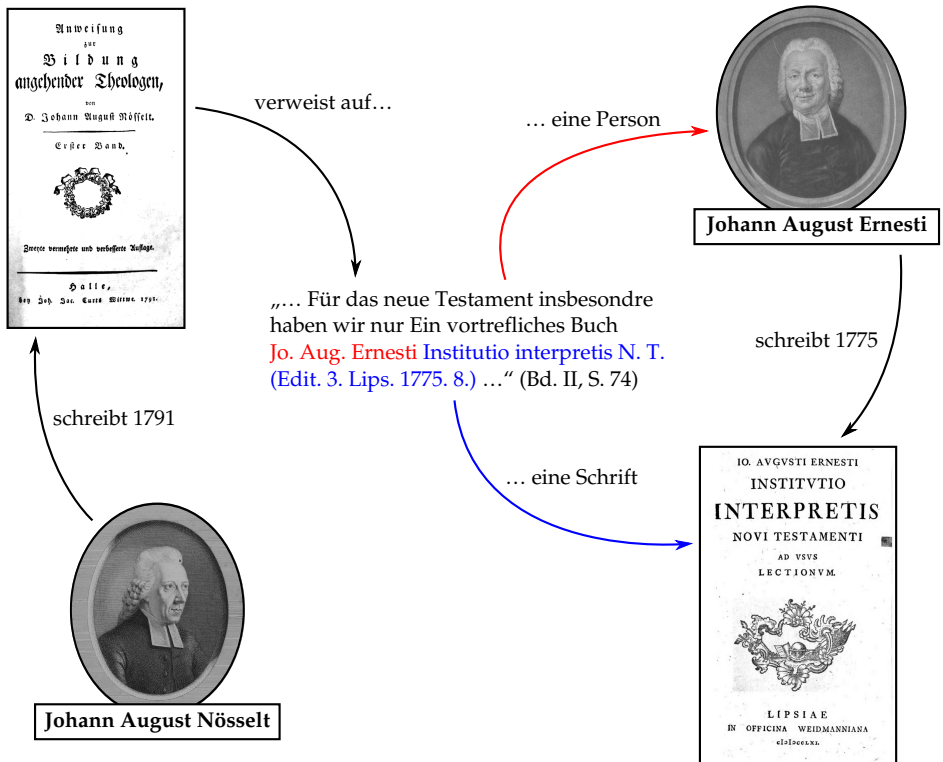 Anweisung
zur
Bildung
angehender Theologen,
von
D. Johann August Nösselt.
Erster Band.
Zweyte vermehrte und verbesserte Auflage.
Halle,
bey Joh. Jac. Curts Wittwe. 1791.
verweist auf…
… eine Person
Johann August Ernesti
„… Für das neue Testament insbesondre
haben wir nur Ein vortrefliches Buch
Jo. Aug. Ernesti Institutio interpretis N. T.
(Edit. 3. Lips. 1775. 8.) …“ (Bd. II, S. 74)
schreibt 1775
schreibt 1791
… eine Schrift
Johann August Nösselt
IO. AVGVSTI ERNESTI
INSTITVTIO
INTERPRETIS
NOVI TESTAMENTI
AD VSVS
LECTIONVM.
LIPSIAE
IN OFFICINA WEIDMANNIANA